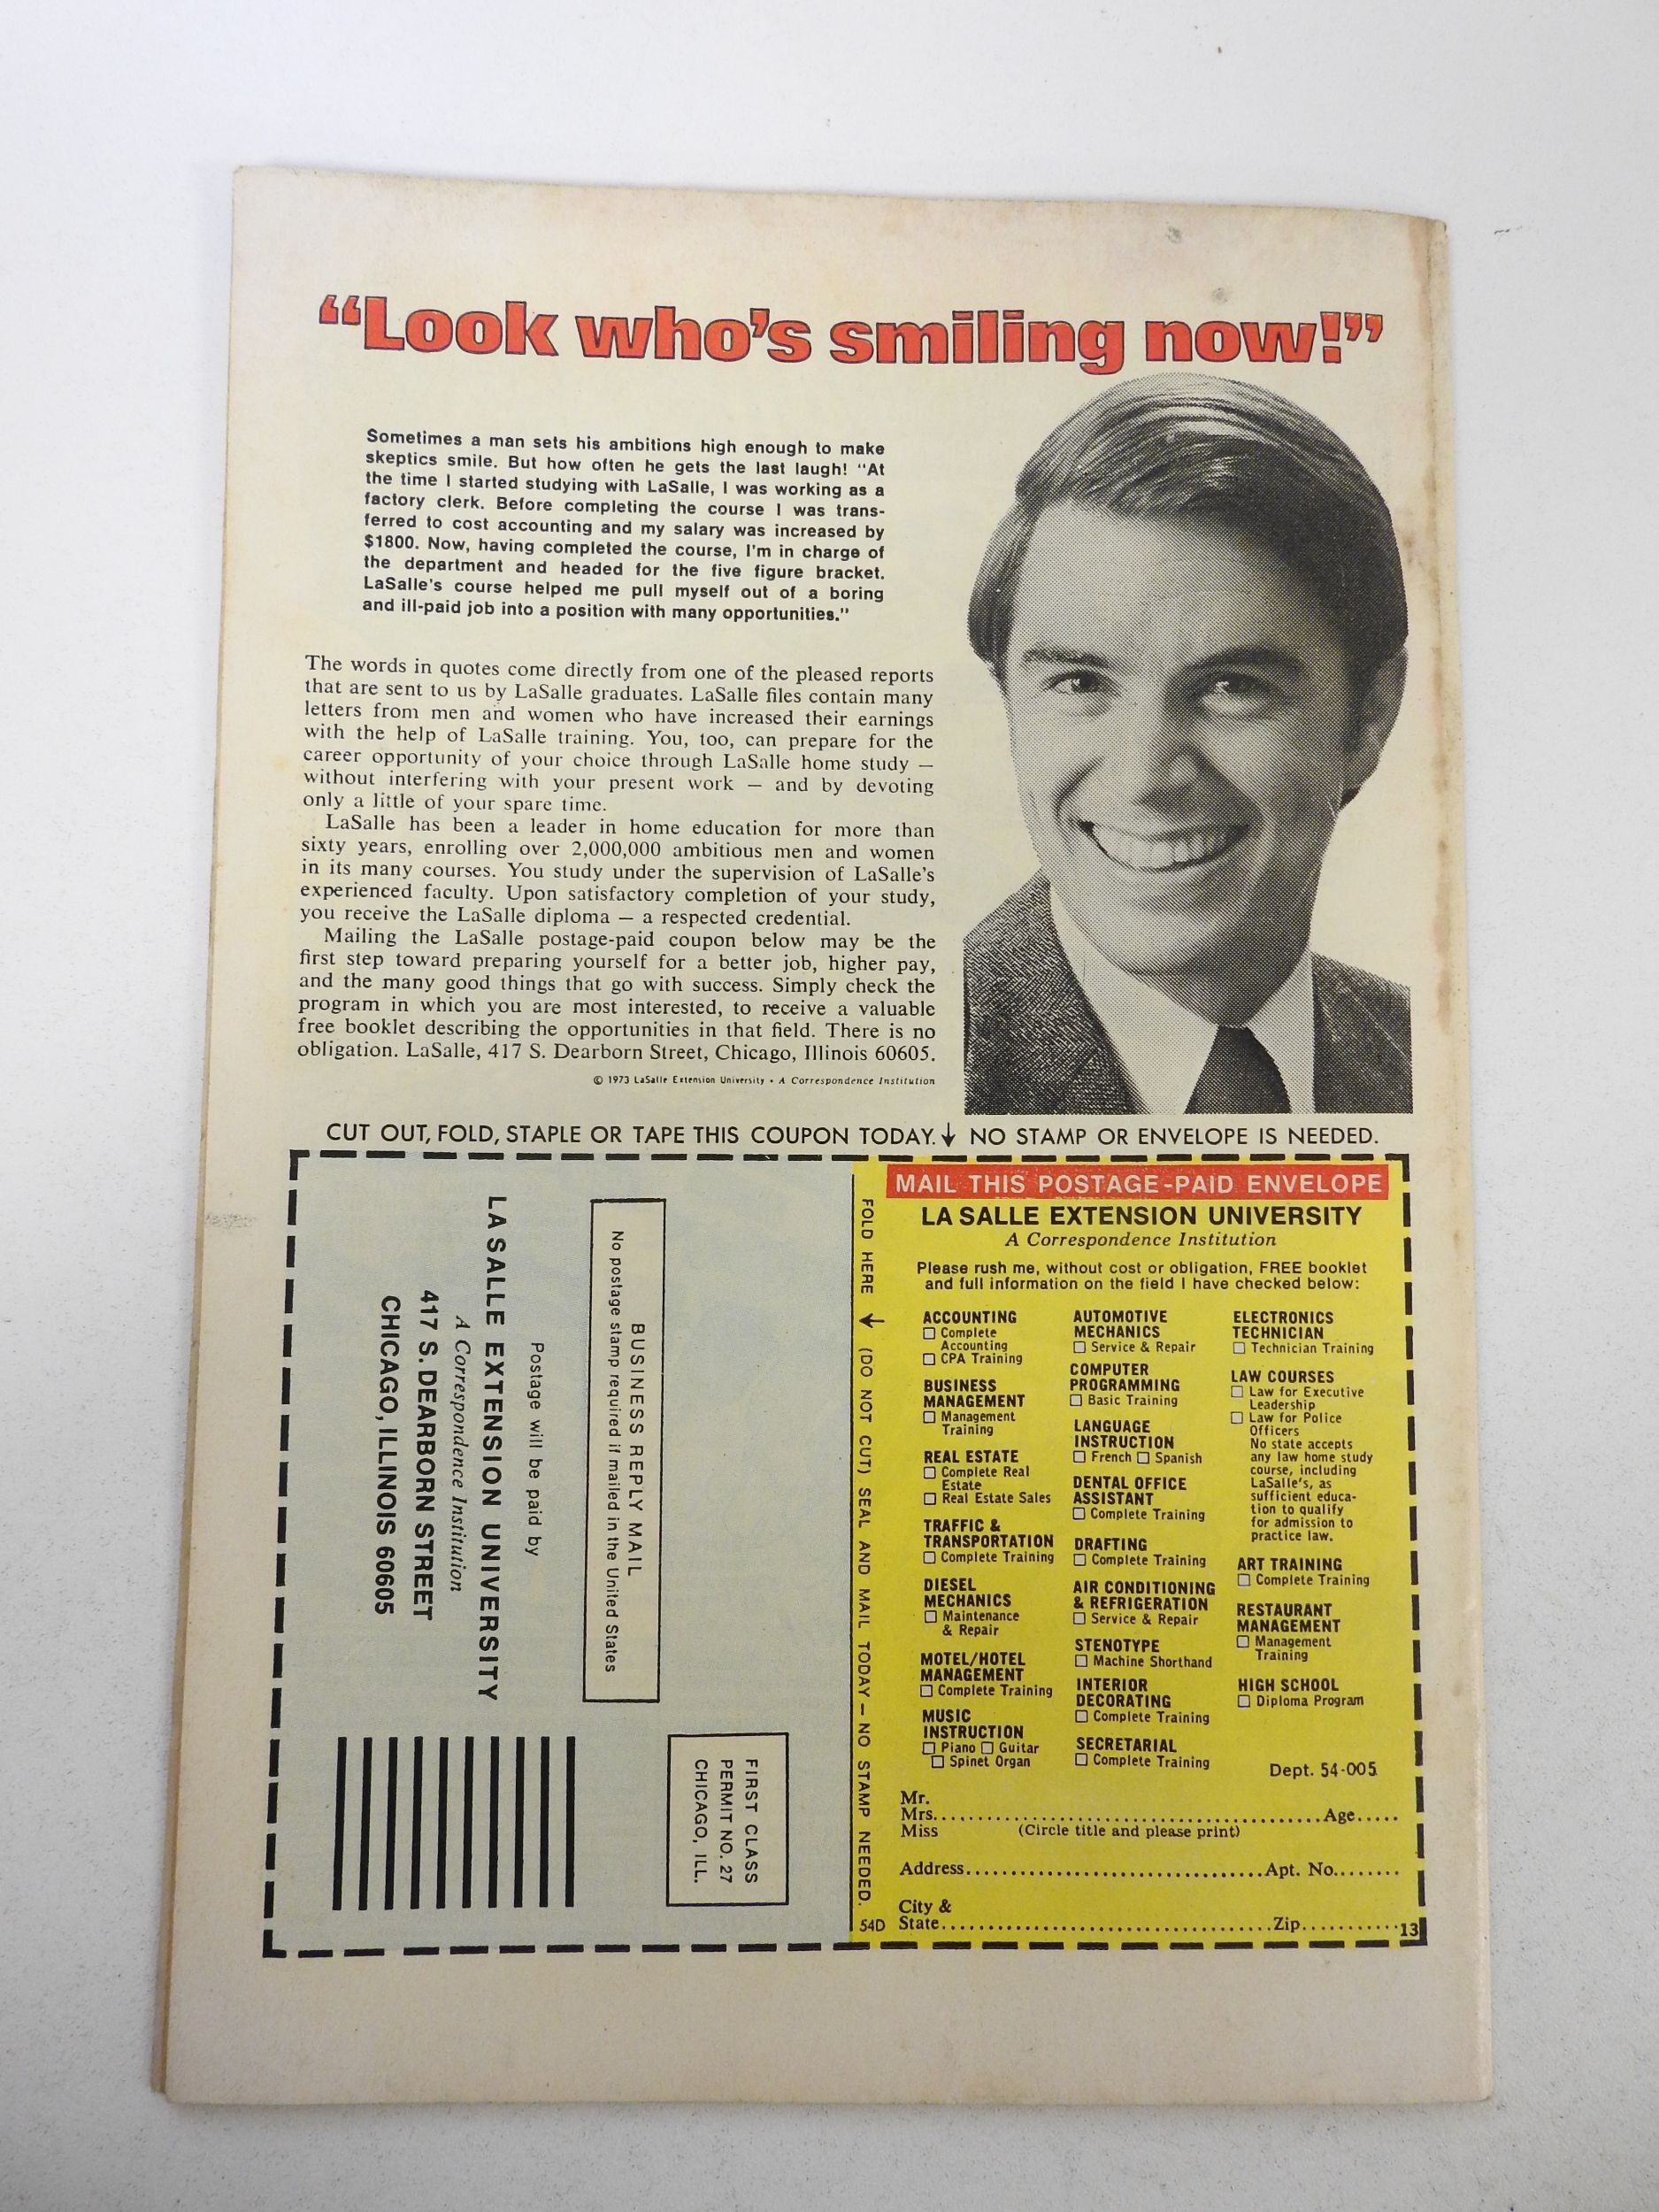 “Look who’s smiling now!”
Sometimes a man sets his ambitions high enough to make
skeptics smile. But how often he gets the last laugh! “At
the time I started studying with LaSalle, I was working as a
factory clerk. Before completing the course I was trans-
ferred to cost accounting and my salary was increased by
$1800. Now, having completed the course, I’m in charge of
the department and headed for the five figure bracket.
LaSalle’s course helped me pull myself out of a boring
and ill-paid job into a position with many opportunities.”
The words in quotes come directly from one of the pleased reports
that are sent to us by LaSalle graduates. LaSalle files contain many
letters from men and women who have increased their earnings
with the help of LaSalle training. You, too, can prepare for the
career opportunity of your choice through LaSalle home study —
without interfering with your present work — and by devoting
only a little of your spare time.
LaSalle has been a leader in home education for more than
sixty years, enrolling over 2,000,000 ambitious men and women
in its many courses. You study under the supervision of LaSalle’s
experienced faculty. Upon satisfactory completion of your study,
you receive the LaSalle diploma — a respected credential.
Mailing the LaSalle postage-paid coupon below may be the
first step toward preparing yourself for a better job, higher pay,
and the many good things that go with success. Simply check the
program in which you are most interested, to receive a valuable
free booklet describing the opportunities in that field. There is no
obligation. LaSalle, 417 S. Dearborn Street, Chicago, Illinois 60605.
© 1973 LaSalle Extension University • A Correspondence Institution
CUT OUT, FOLD, STAPLE OR TAPE THIS COUPON TODAY. ↓ NO STAMP OR ENVELOPE IS NEEDED.
FIRST CLASS
PERMIT NO. 27
CHICAGO, ILL.
BUSINESS REPLY MAIL
No postage stamp required if mailed in the United States
Postage will be paid by
LA SALLE EXTENSION UNIVERSITY
A Correspondence Institution
417 S. DEARBORN STREET
CHICAGO, ILLINOIS 60605
FOLD HERE ↓ (DO NOT CUT) SEAL AND MAIL TODAY — NO STAMP NEEDED.
54D
MAIL THIS POSTAGE-PAID ENVELOPE
LA SALLE EXTENSION UNIVERSITY
A Correspondence Institution
Please rush me, without cost or obligation, FREE booklet
and full information on the field I have checked below:
ACCOUNTING
☐ Complete
Accounting
☐ CPA Training
BUSINESS
MANAGEMENT
☐ Management
Training
REAL ESTATE
☐ Complete Real
Estate
☐ Real Estate Sales
TRAFFIC &
TRANSPORTATION
☐ Complete Training
DIESEL
MECHANICS
☐ Maintenance
& Repair
MOTEL/HOTEL
MANAGEMENT
☐ Complete Training
MUSIC
INSTRUCTION
☐ Piano ☐ Guitar
☐ Spinet Organ
AUTOMOTIVE
MECHANICS
☐ Service & Repair
COMPUTER
PROGRAMMING
☐ Basic Training
LANGUAGE
INSTRUCTION
☐ French ☐ Spanish
DENTAL OFFICE
ASSISTANT
☐ Complete Training
DRAFTING
☐ Complete Training
AIR CONDITIONING
& REFRIGERATION
☐ Service & Repair
STENOTYPE
☐ Machine Shorthand
INTERIOR
DECORATING
☐ Complete Training
SECRETARIAL
☐ Complete Training
ELECTRONICS
TECHNICIAN
☐ Technician Training
LAW COURSES
☐ Law for Executive
Leadership
☐ Law for Police
Officers
No state accepts
any law home study
course, including
LaSalle’s, as
sufficient educa-
tion to qualify
for admission to
practice law.
ART TRAINING
☐ Complete Training
RESTAURANT
MANAGEMENT
☐ Management
Training
HIGH SCHOOL
☐ Diploma Program
Dept. 54-005
Mr.
Mrs. Age
Miss (Circle title and please print)
Address Apt. No.
City &
State Zip 13